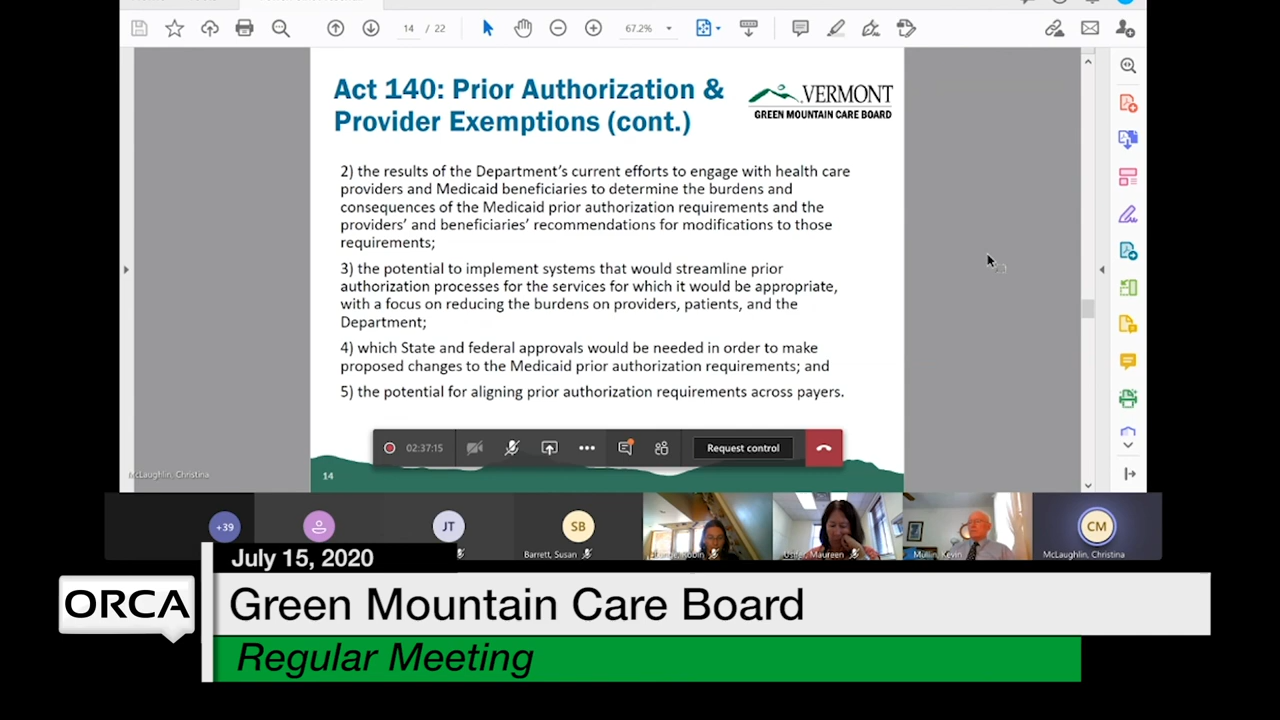 14 / 22
67.2%
Act 140: Prior Authorization &
Provider Exemptions (cont.)
VERMONT
GREEN MOUNTAIN CARE BOARD
2) the results of the Department's current efforts to engage with health care
providers and Medicaid beneficiaries to determine the burdens and
consequences of the Medicaid prior authorization requirements and the
providers' and beneficiaries' recommendations for modifications to those
requirements;
3) the potential to implement systems that would streamline prior
authorization processes for the services for which it would be appropriate,
with a focus on reducing the burdens on providers, patients, and the
Department;
4) which State and federal approvals would be needed in order to make
proposed changes to the Medicaid prior authorization requirements; and
5) the potential for aligning prior authorization requirements across payers.
02:37:15
Request control
McLaughlin, Christina
14
+39
JT
SB
CM
Barrett, Susan
Robin
Maureen
Mullin, Kevin
McLaughlin, Christina
July 15, 2020
ORCA
Green Mountain Care Board
Regular Meeting